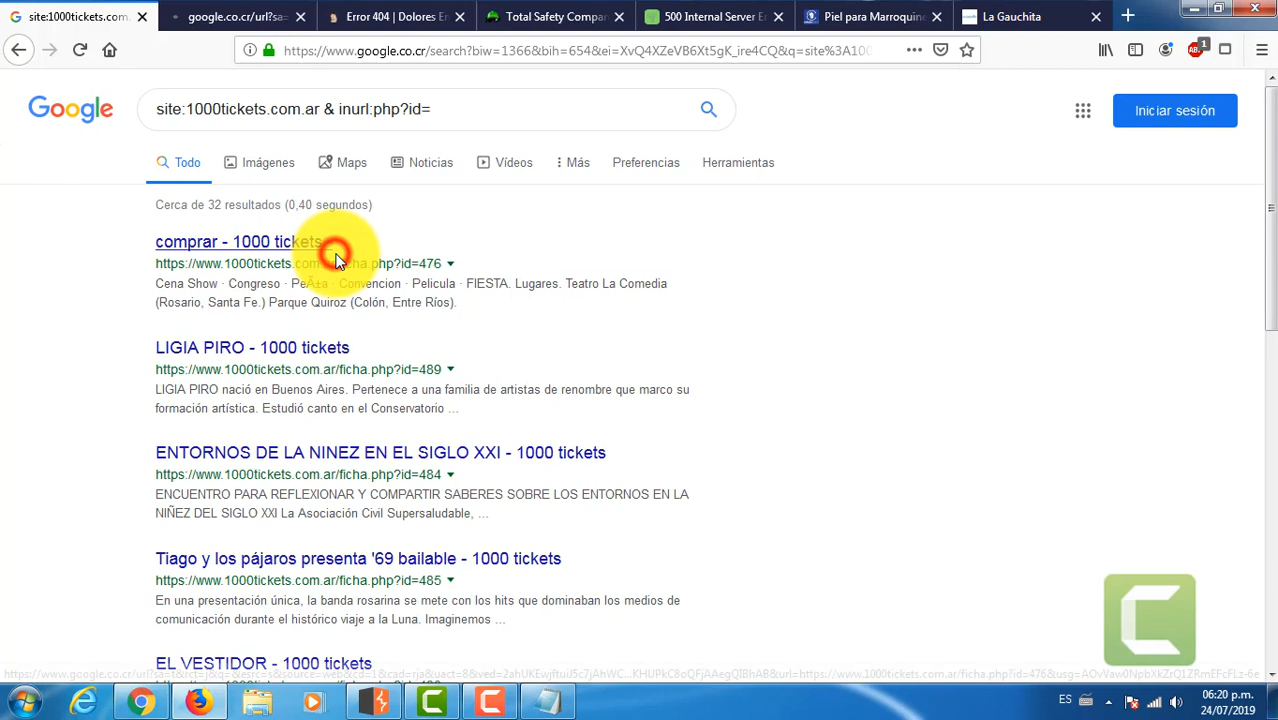 site:1000tickets.com.
google.co.cr/url?sa=
Error 404 | Dolores En
Total Safety Compan
500 Internal Server E
Piel para Marroquine
La Gauchita
https://www.google.co.cr/search?biw=1366&bih=654&ei=XvQ4XZeVB6Xt5gK_ire4CQ&q=site%3A100
ABP
1
Google
site:1000tickets.com.ar & inurl:php?id=
Iniciar sesión
Todo
Imágenes
Maps
Noticias
Vídeos
Más
Preferencias
Herramientas
Cerca de 32 resultados (0,40 segundos)
comprar - 1000 tickets
https://www.1000tickets.com.ar/ficha.php?id=476
Cena Show · Congreso · PeÃ±a · Convencion · Pelicula · FIESTA. Lugares. Teatro La Comedia
(Rosario, Santa Fe.) Parque Quiroz (Colón, Entre Ríos).
LIGIA PIRO - 1000 tickets
https://www.1000tickets.com.ar/ficha.php?id=489
LIGIA PIRO nació en Buenos Aires. Pertenece a una familia de artistas de renombre que marco su
formación artística. Estudió canto en el Conservatorio ...
ENTORNOS DE LA NINEZ EN EL SIGLO XXI - 1000 tickets
https://www.1000tickets.com.ar/ficha.php?id=484
ENCUENTRO PARA REFLEXIONAR Y COMPARTIR SABERES SOBRE LOS ENTORNOS EN LA
NIÑEZ DEL SIGLO XXI La Asociación Civil Supersaludable, ...
Tiago y los pájaros presenta '69 bailable - 1000 tickets
https://www.1000tickets.com.ar/ficha.php?id=485
En una presentación única, la banda rosarina se mete con los hits que dominaban los medios de
comunicación durante el histórico viaje a la Luna. Imaginemos ...
EL VESTIDOR - 1000 tickets
ES
06:20 p.m.
24/07/2019